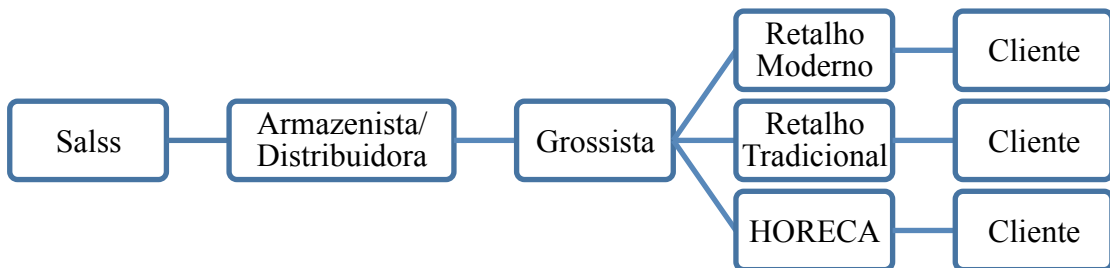 Salss
Armazenista/
Distribuidora
Grossista
Retalho
Moderno
Cliente
Retalho
Tradicional
Cliente
HORECA
Cliente